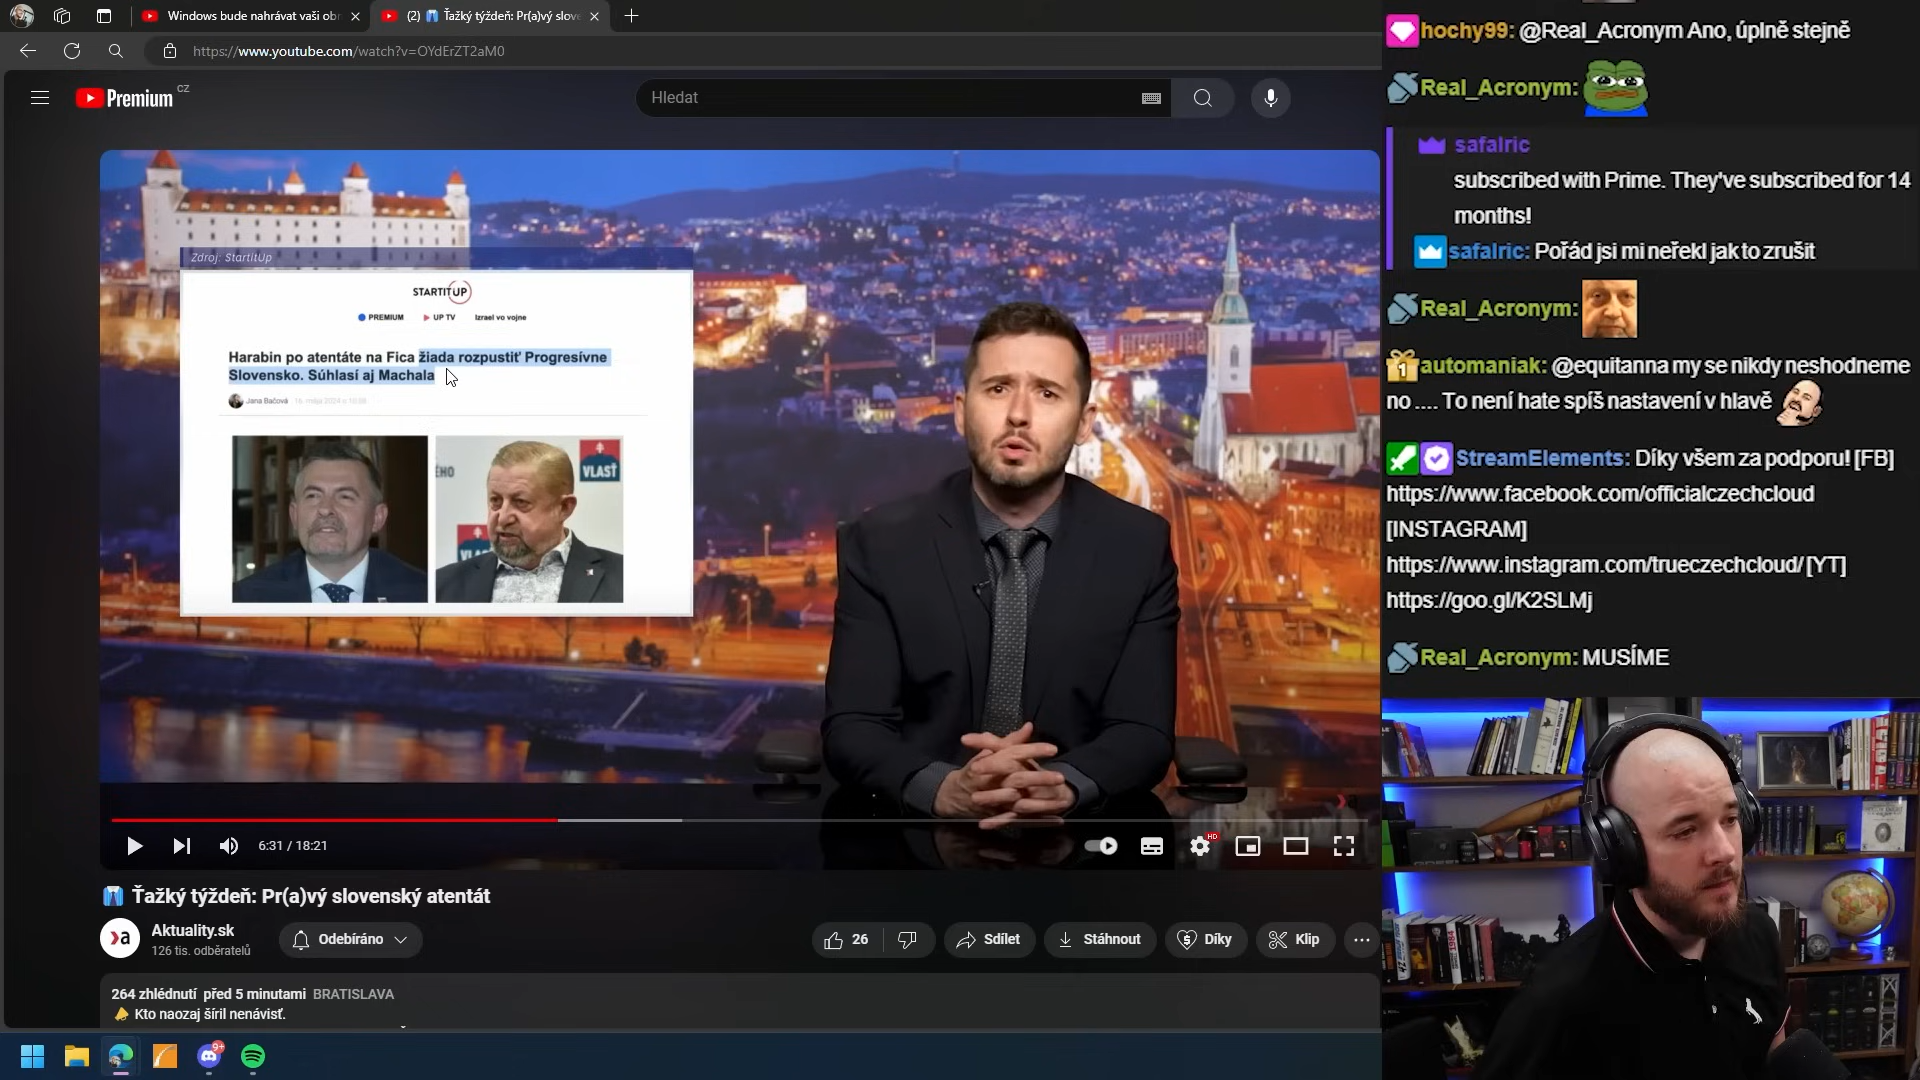 Windows bude nahrávat vaši obr
(2) Ťažký týždeň: Pr(a)vý slove
https://www.youtube.com/watch?v=OYdErZT2aM0
Premium CZ
Hledat
Zdroj: StartitUp
STARTITUP
PREMIUM
UP TV
Izrael vo vojne
Harabin po atentáte na Fica žiada rozpustiť Progresívne
Slovensko. Súhlasí aj Machala
Jana Bačová
VLASŤ
6:31 / 18:21
HD
Ťažký týždeň: Pr(a)vý slovenský atentát
Aktuality.sk
126 tis. odběratelů
Odebíráno
26
Sdílet
Stáhnout
Díky
Klip
264 zhlédnutí před 5 minutami BRATISLAVA
Kto naozaj šíril nenávisť.
9+
hochy99: @Real_Acronym Ano, úplně stejně
Real_Acronym:
safalric
subscribed with Prime. They've subscribed for 14
months!
safalric: Pořád jsi mi neřekl jak to zrušit
Real_Acronym:
automaniak: @equitanna my se nikdy neshodneme
no .... To není hate spíš nastavení v hlavě
StreamElements: Díky všem za podporu! [FB]
https://www.facebook.com/officialczechcloud
[INSTAGRAM]
https://www.instagram.com/trueczechcloud/ [YT]
https://goo.gl/K2SLMj
Real_Acronym: MUSÍME